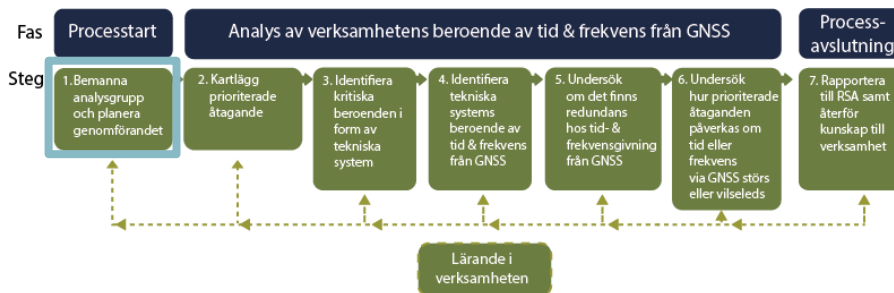 Fas
Processtart
Analys av verksamhetens beroende av tid & frekvens från GNSS
Process-
avslutning
Steg
1. Bemanna
analysgrupp
och planera
genomförandet
2. Kartlägg
prioriterade
åtagande
3. Identifiera
kritiska
beroenden i
form av
tekniska
system
4. Identifiera
tekniska
systems
beroende av
tid & frekvens
från GNSS
5. Undersök
om det finns
redundans
hos tid- &
frekvensgivning
från GNSS
6. Undersök
hur prioriterade
åtaganden
påverkas om
tid eller
frekvens
via GNSS störs
eller vilseleds
7. Rapportera
till RSA samt
återför
kunskap till
verksamhet
Lärande i
verksamheten